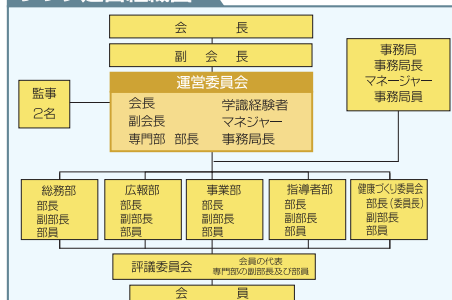 会長
副会長
運営委員会
会長 学識経験者
副会長 マネジャー
専門部 部長 事務局長
監事
2名
事務局
事務局長
マネージャー
事務局員
総務部
部長
副部長
部員
広報部
部長
副部長
部員
事業部
部長
副部長
部員
指導者部
部長
副部長
部員
健康づくり委員会
部長(委員長)
副部長
部員
評議委員会
会員の代表
専門部の副部長及び部員
会員